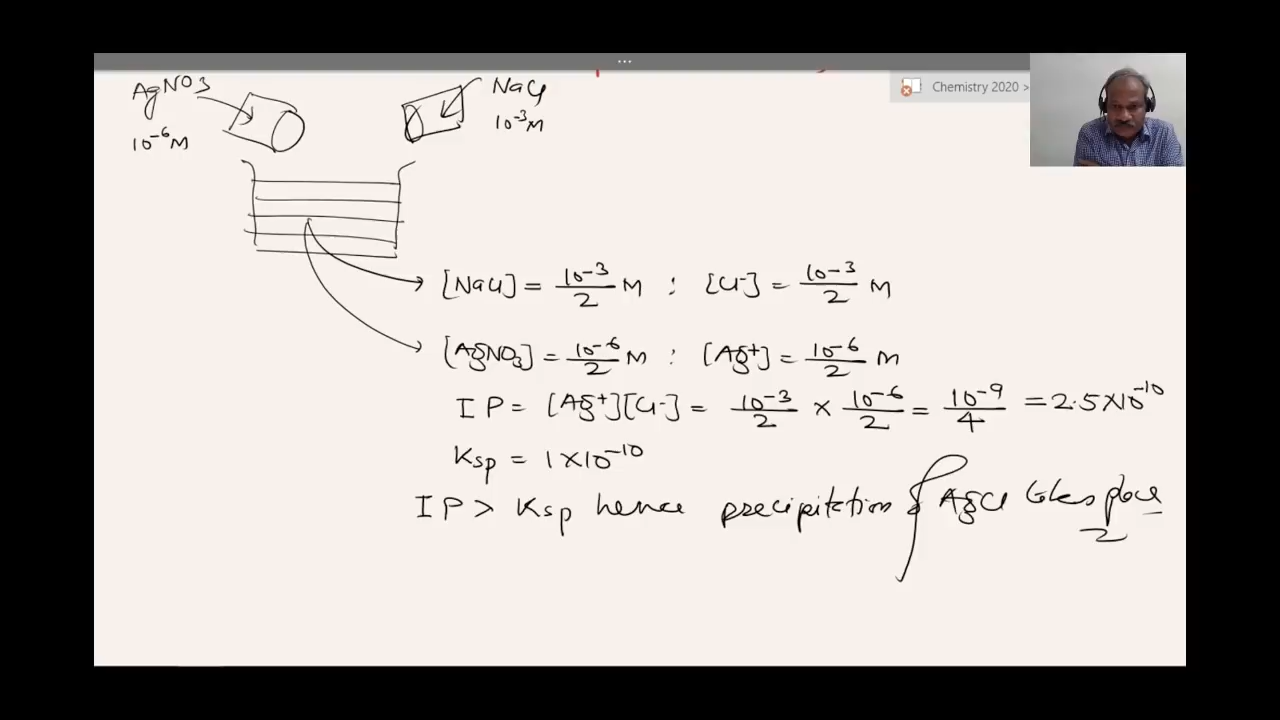 ...
Chemistry 2020 >
AgNO3
10⁻⁶M
NaCl
10⁻³M
[NaCl] = 10⁻³/2 M : [Cl⁻] = 10⁻³/2 M
[AgNO₃] = 10⁻⁶/2 M : [Ag⁺] = 10⁻⁶/2 M
IP = [Ag⁺][Cl⁻] = 10⁻³/2 × 10⁻⁶/2 = 10⁻⁹/4 = 2.5×10⁻¹⁰
Ksp = 1×10⁻¹⁰
IP > Ksp hence precipitation of AgCl takes place